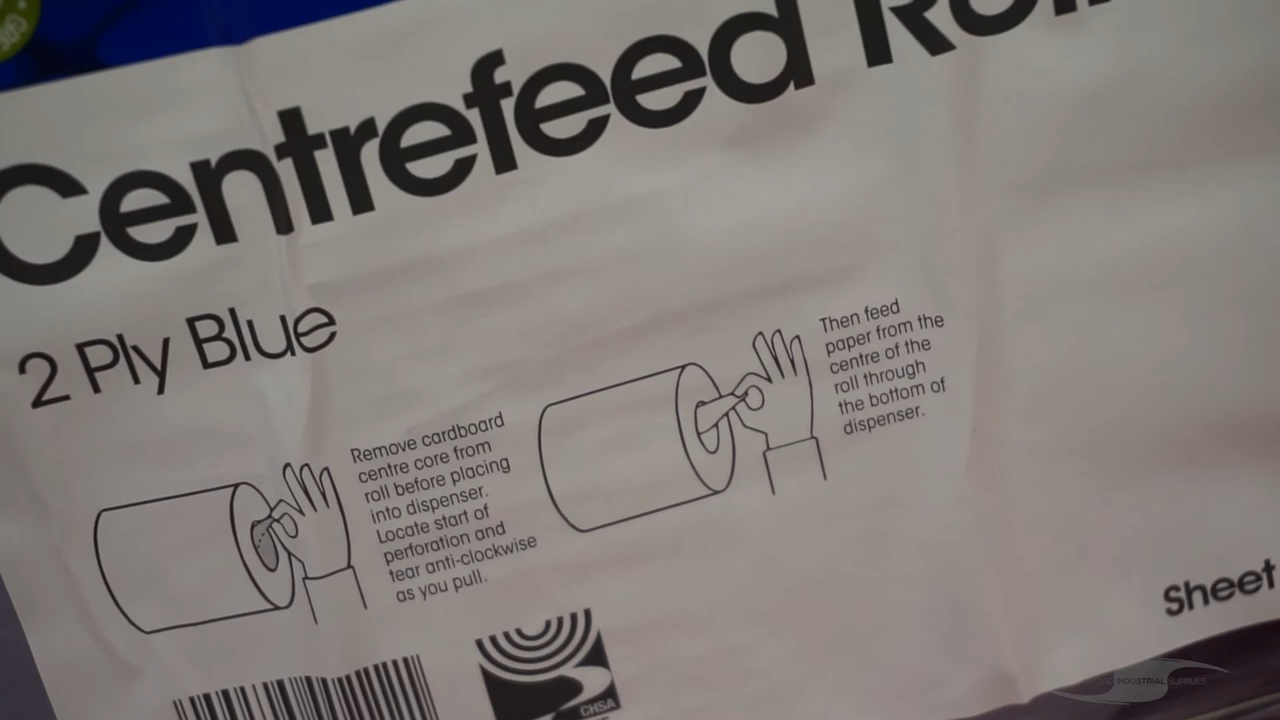 Centrefeed Roll
2 Ply Blue
Remove cardboard
centre core from
roll before placing
into dispenser.
Locate start of
perforation and
tear anti-clockwise
as you pull.
Then feed
paper from the
centre of the
roll through
the bottom of
dispenser.
Sheet
CHSA
INDUSTRIAL SUPPLIES